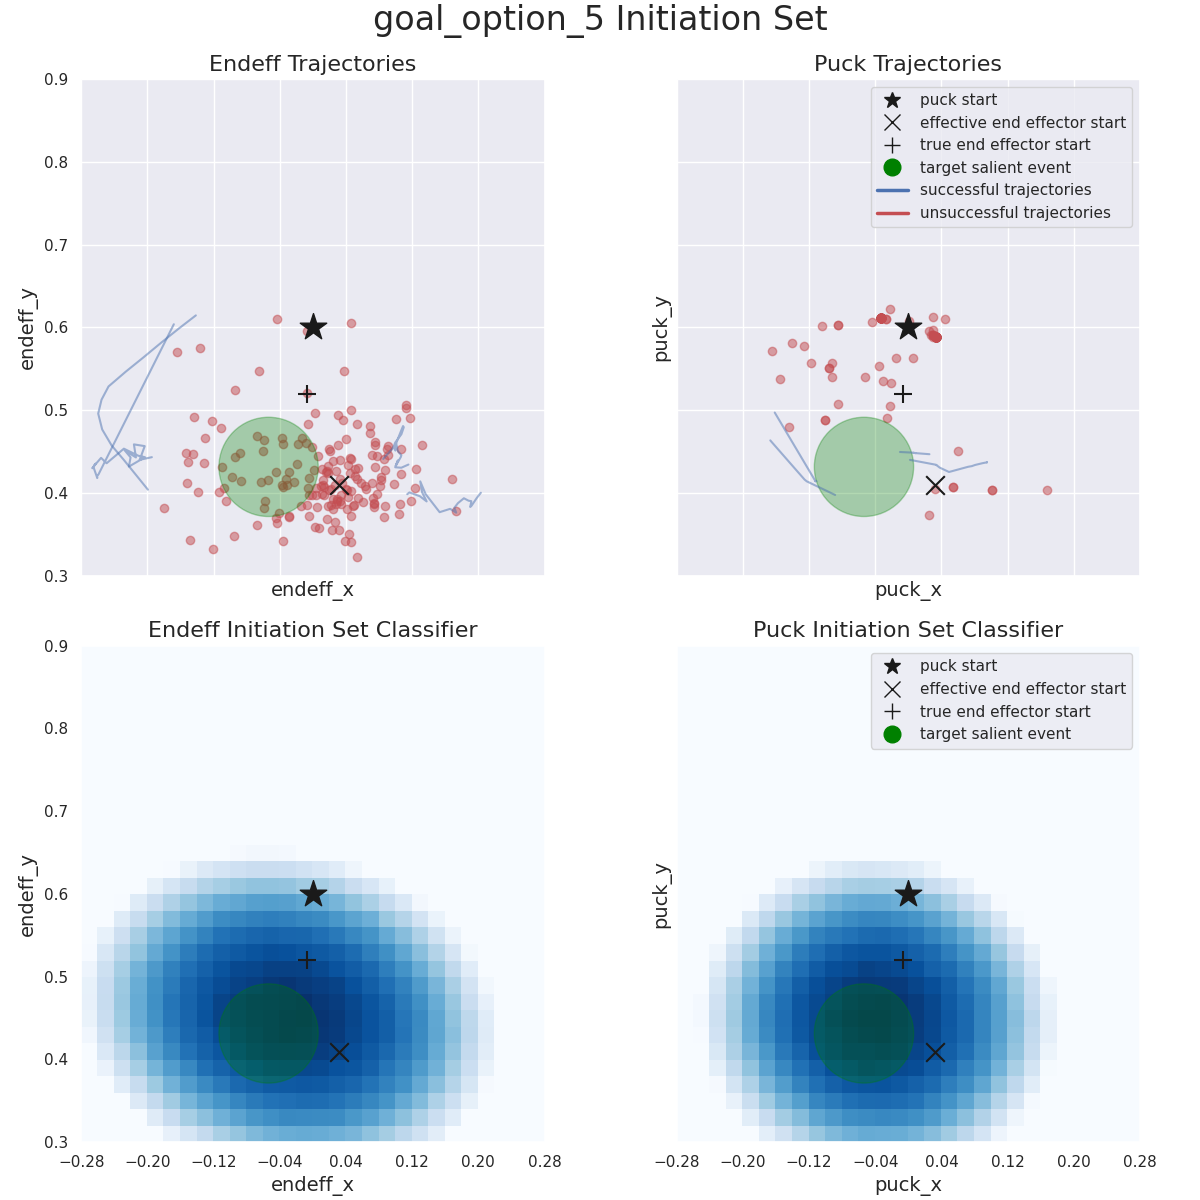 goal_option_5 Initiation Set
Endeff Trajectories
0.9
0.8
0.7
0.6
0.5
0.4
0.3
endeff_y
endeff_x
Puck Trajectories
puck start
effective end effector start
true end effector start
target salient event
successful trajectories
unsuccessful trajectories
puck_y
puck_x
Endeff Initiation Set Classifier
0.9
0.8
0.7
0.6
0.5
0.4
0.3
endeff_y
−0.28 −0.20 −0.12 −0.04 0.04 0.12 0.20 0.28
endeff_x
Puck Initiation Set Classifier
puck start
effective end effector start
true end effector start
target salient event
puck_y
−0.28 −0.20 −0.12 −0.04 0.04 0.12 0.20 0.28
puck_x